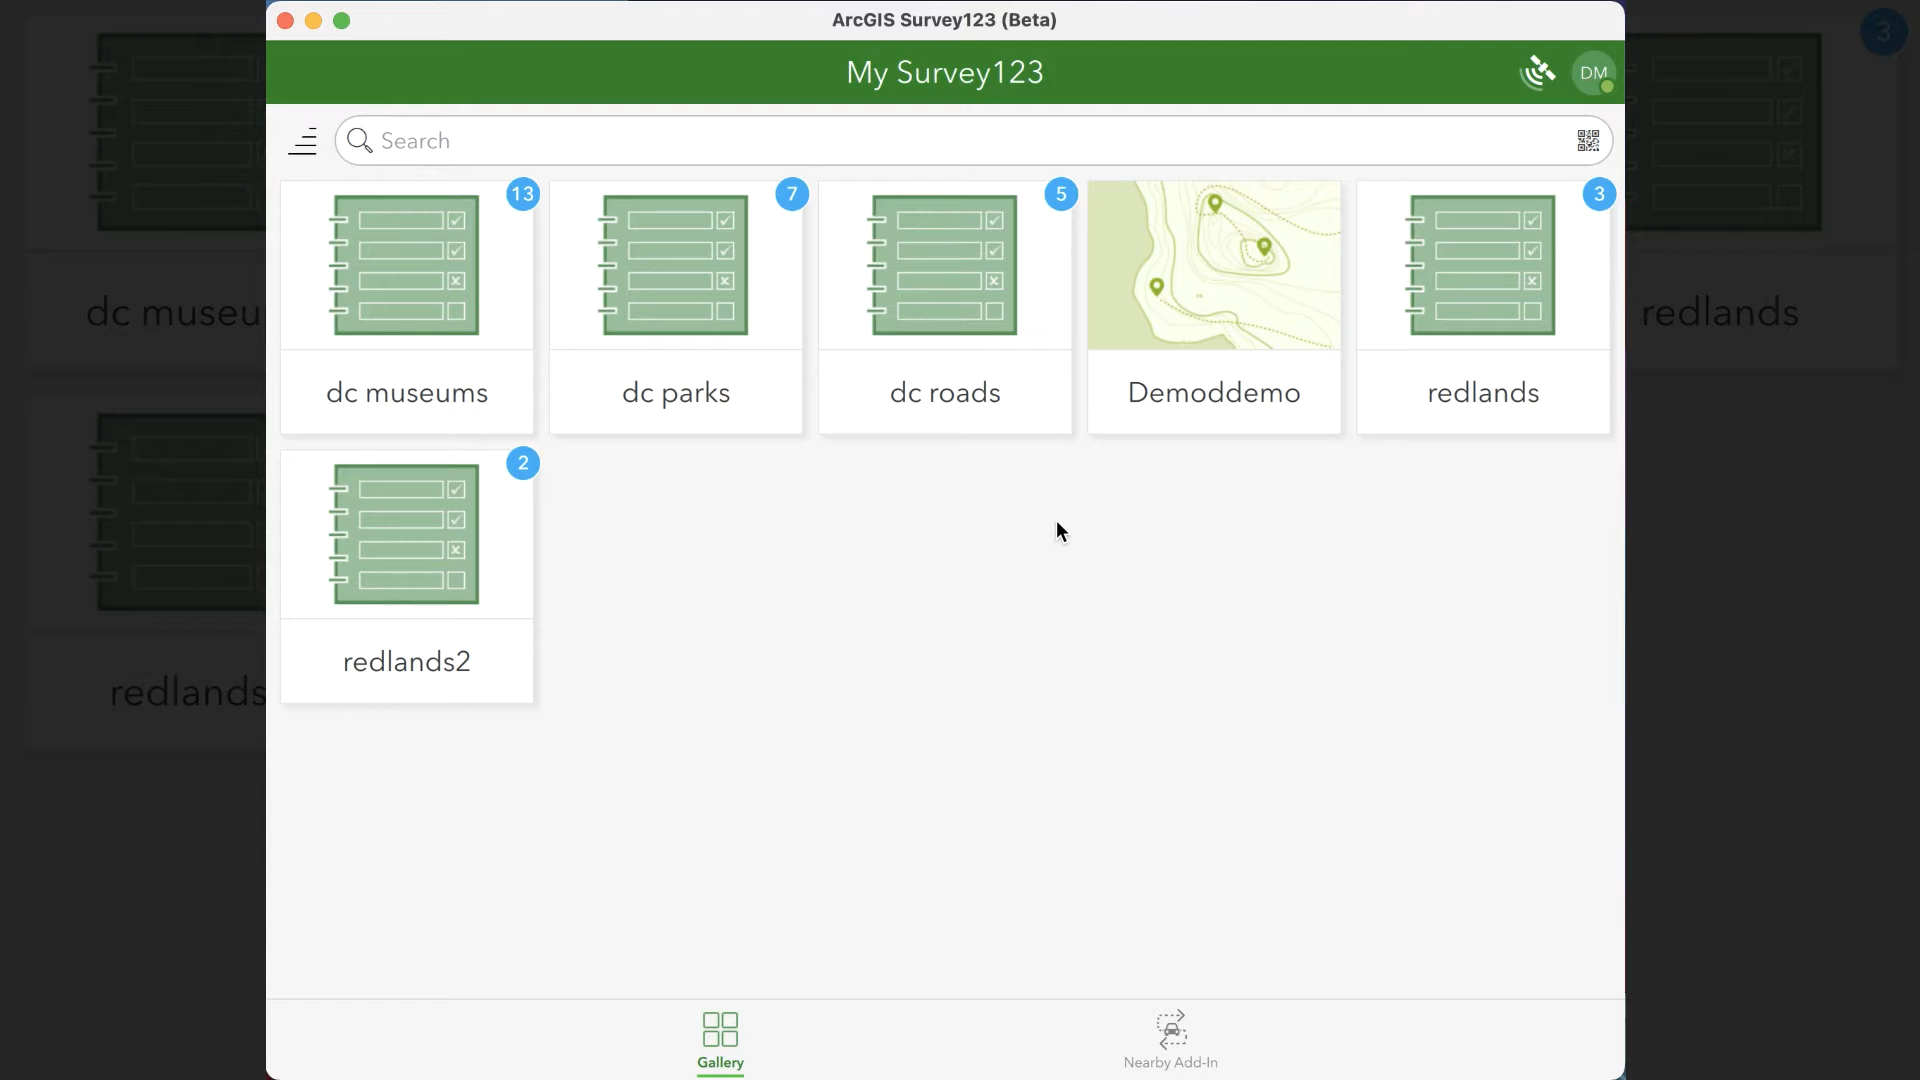 ArcGIS Survey123 (Beta)
My Survey123
DM
3
Search
13
7
5
3
dc museu
dc museums
dc parks
dc roads
Demoddemo
redlands
redlands
2
redlands
redlands2
Gallery
Nearby Add-In